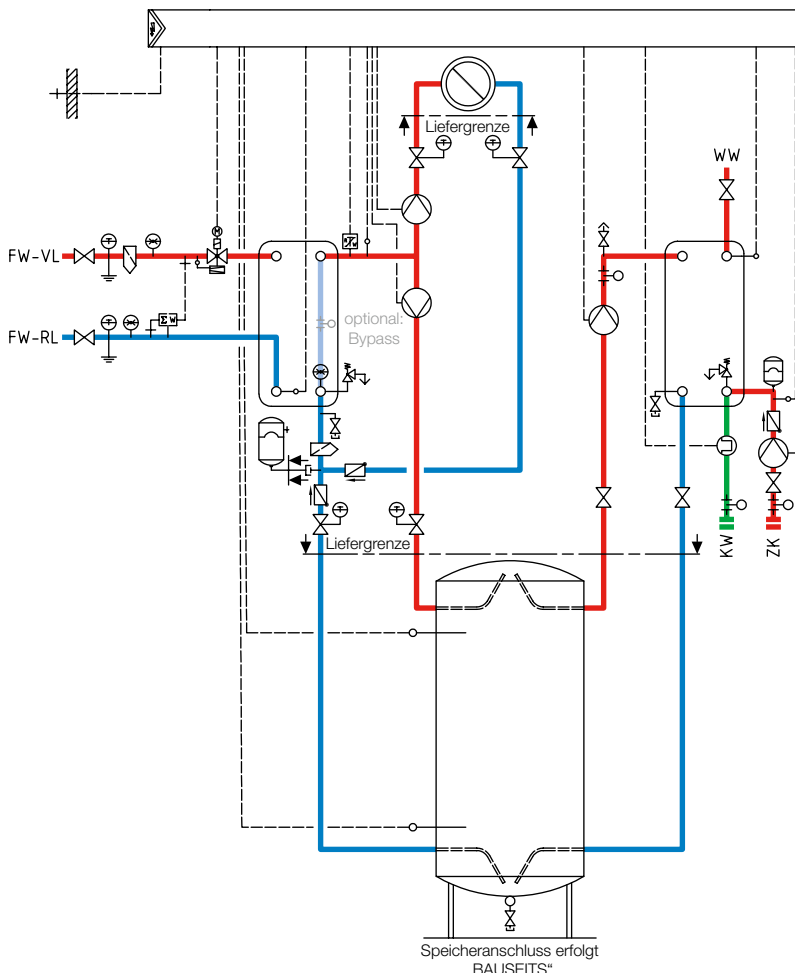 Liefergrenze
WW
FW-VL
FW-RL
optional:
Bypass
Liefergrenze
KW
ZK
Speicheranschluss erfolgt
BAUSEITS“